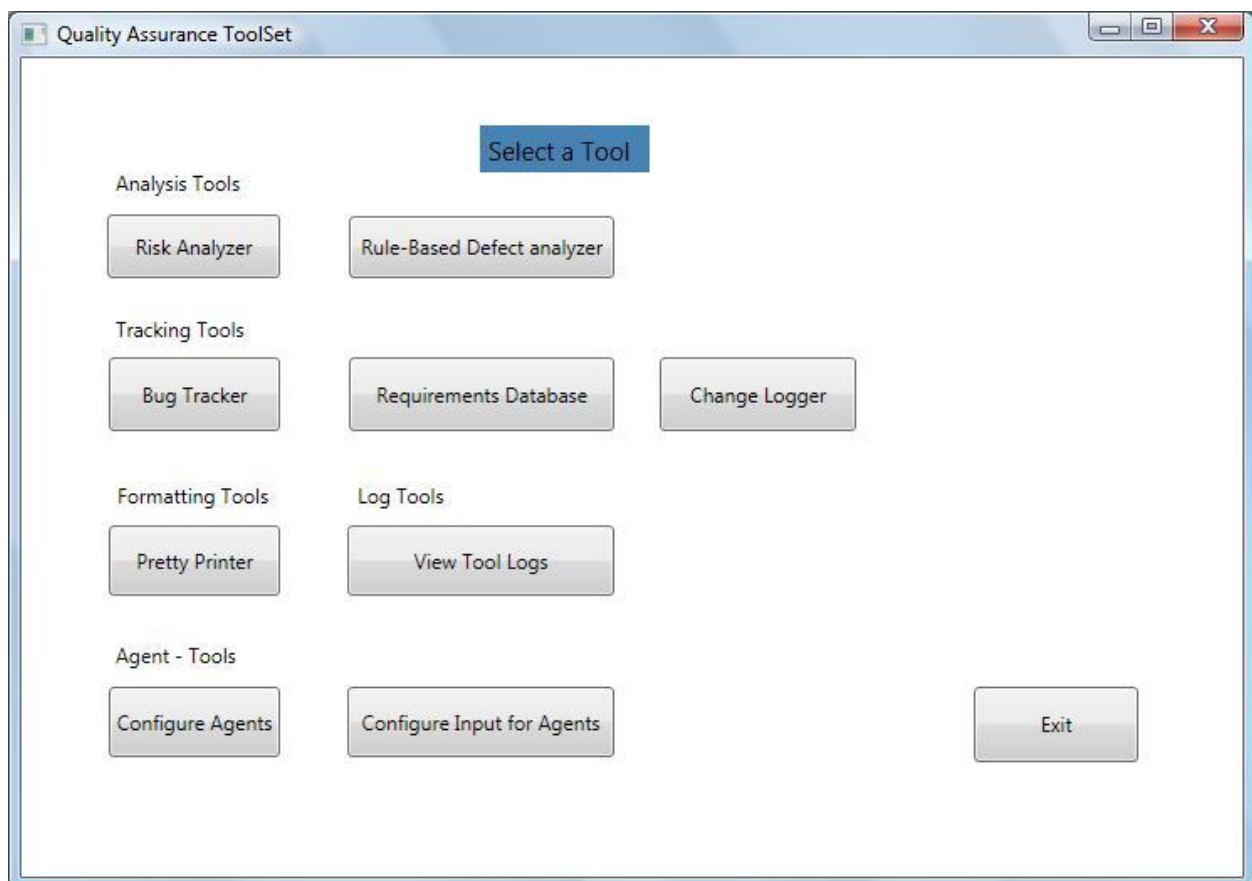 Quality Assurance ToolSet
Select a Tool
Analysis Tools
Risk Analyzer Rule-Based Defect analyzer
Tracking Tools
Bug Tracker Requirements Database Change Logger
Formatting Tools Log Tools
Pretty Printer View Tool Logs
Agent - Tools
Configure Agents Configure Input for Agents Exit